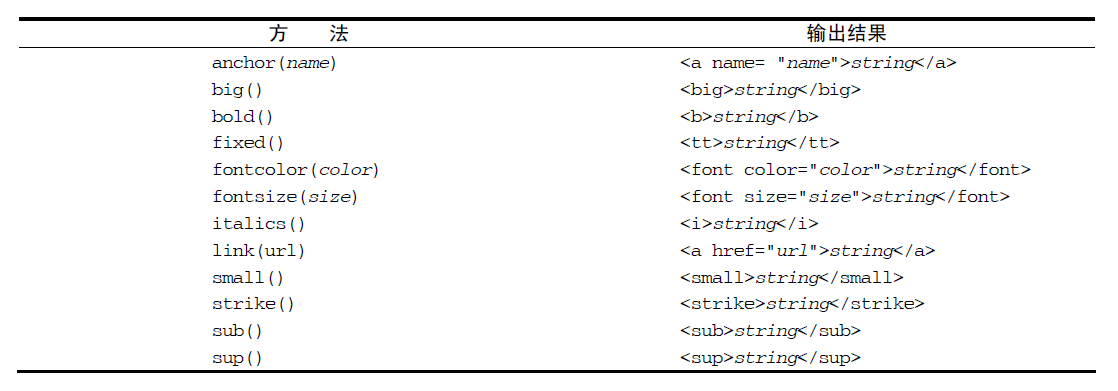 方 法 输出结果
anchor(name) <a name= "name">string</a>
big() <big>string</big>
bold() <b>string</b>
fixed() <tt>string</tt>
fontcolor(color) <font color="color">string</font>
fontsize(size) <font size="size">string</font>
italics() <i>string</i>
link(url) <a href="url">string</a>
small() <small>string</small>
strike() <strike>string</strike>
sub() <sub>string</sub>
sup() <sup>string</sup>